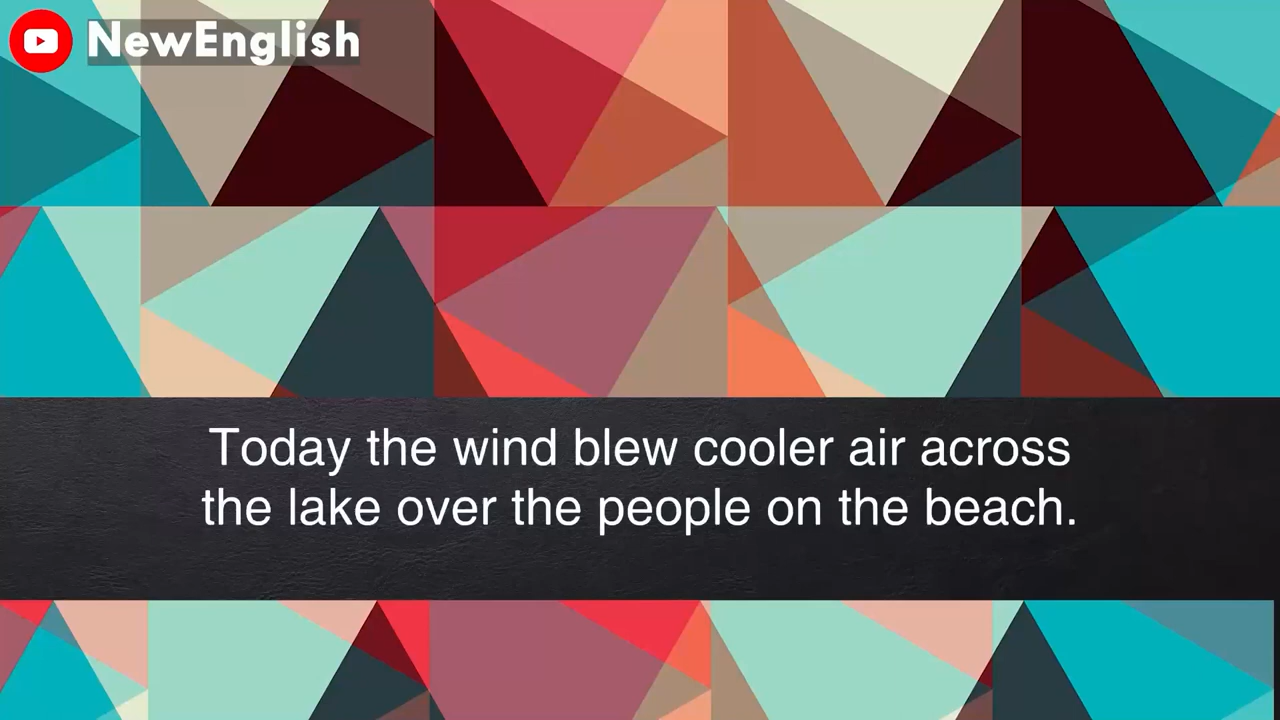 NewEnglish
Today the wind blew cooler air across
the lake over the people on the beach.